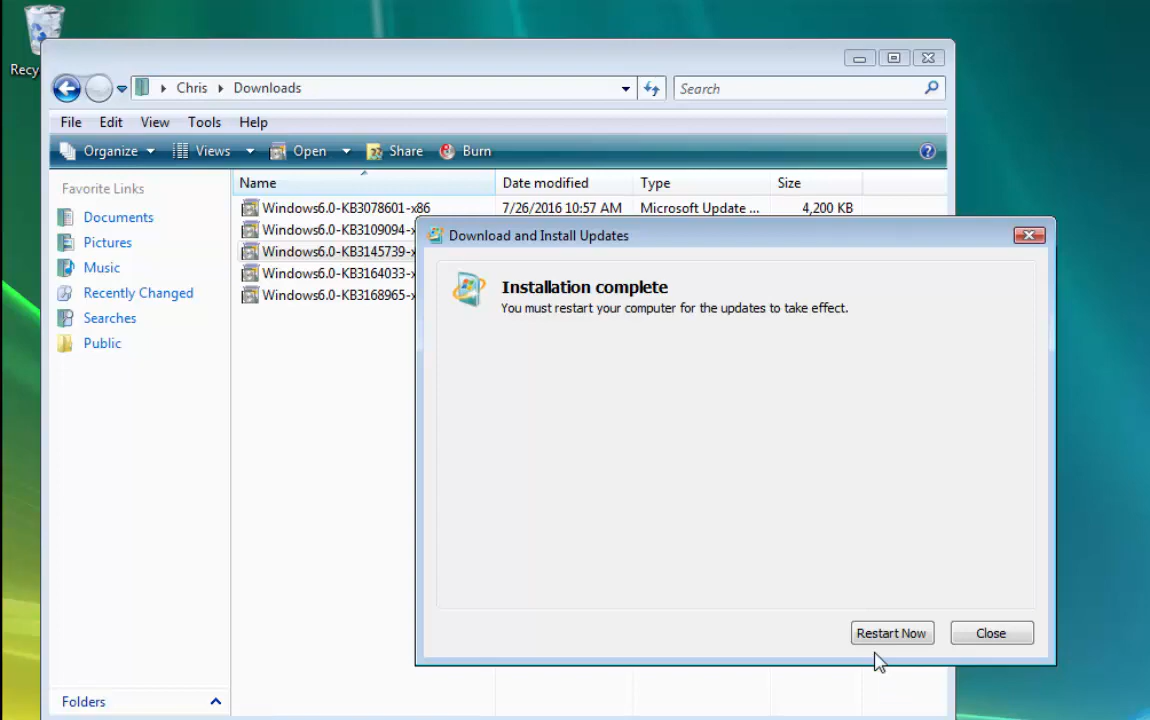 Recy
Chris Downloads
Search
File Edit View Tools Help
Organize Views Open Share Burn
Favorite Links
Documents
Pictures
Music
Recently Changed
Searches
Public
Folders
Name Date modified Type Size
Windows6.0-KB3078601-x86 7/26/2016 10:57 AM Microsoft Update ... 4,200 KB
Windows6.0-KB3109094-x
Windows6.0-KB3145739-x
Windows6.0-KB3164033-x
Windows6.0-KB3168965-x
Download and Install Updates
Installation complete
You must restart your computer for the updates to take effect.
Restart Now Close